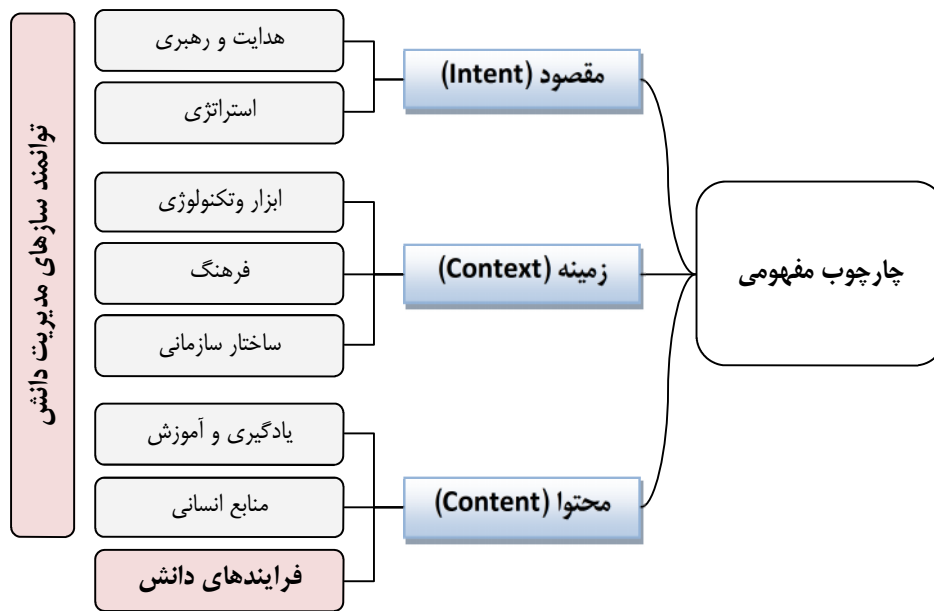 چارچوب مفهومی
مقصود (Intent)
هدایت و رهبری
استراتژی
زمینه (Context)
ابزار وتکنولوژی
فرهنگ
ساختار سازمانی
محتوا (Content)
یادگیری و آموزش
منابع انسانی
فرایندهای دانش
توانمند سازهای مدیریت دانش